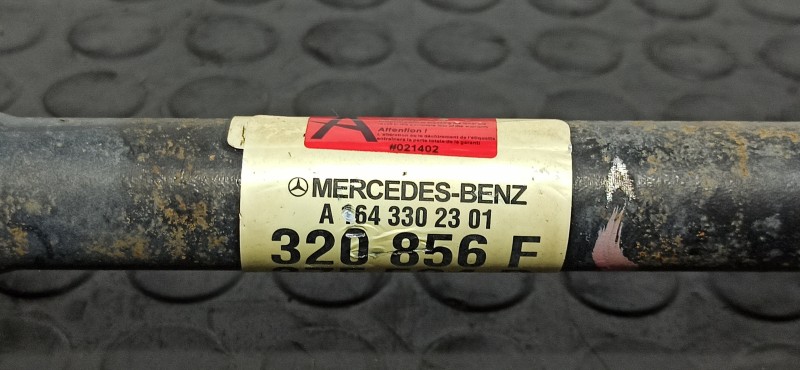 A
Attention !
#021402
MERCEDES-BENZ
A 164 330 23 01
320 856 F